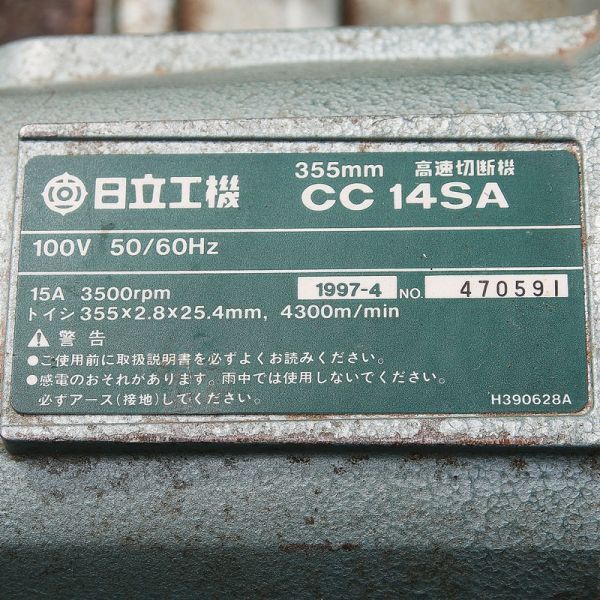 355mm 高速切断機
日立工機 CC 14SA
100V 50/60Hz
15A 3500rpm 1997-4 NO. 470591
トイシ 355×2.8×25.4mm, 4300m/min
警告
●ご使用前に取扱説明書を必ずよくお読みください。
●感電のおそれがあります。雨中では使用しないでください。
必ずアース(接地)してください。 H390628A